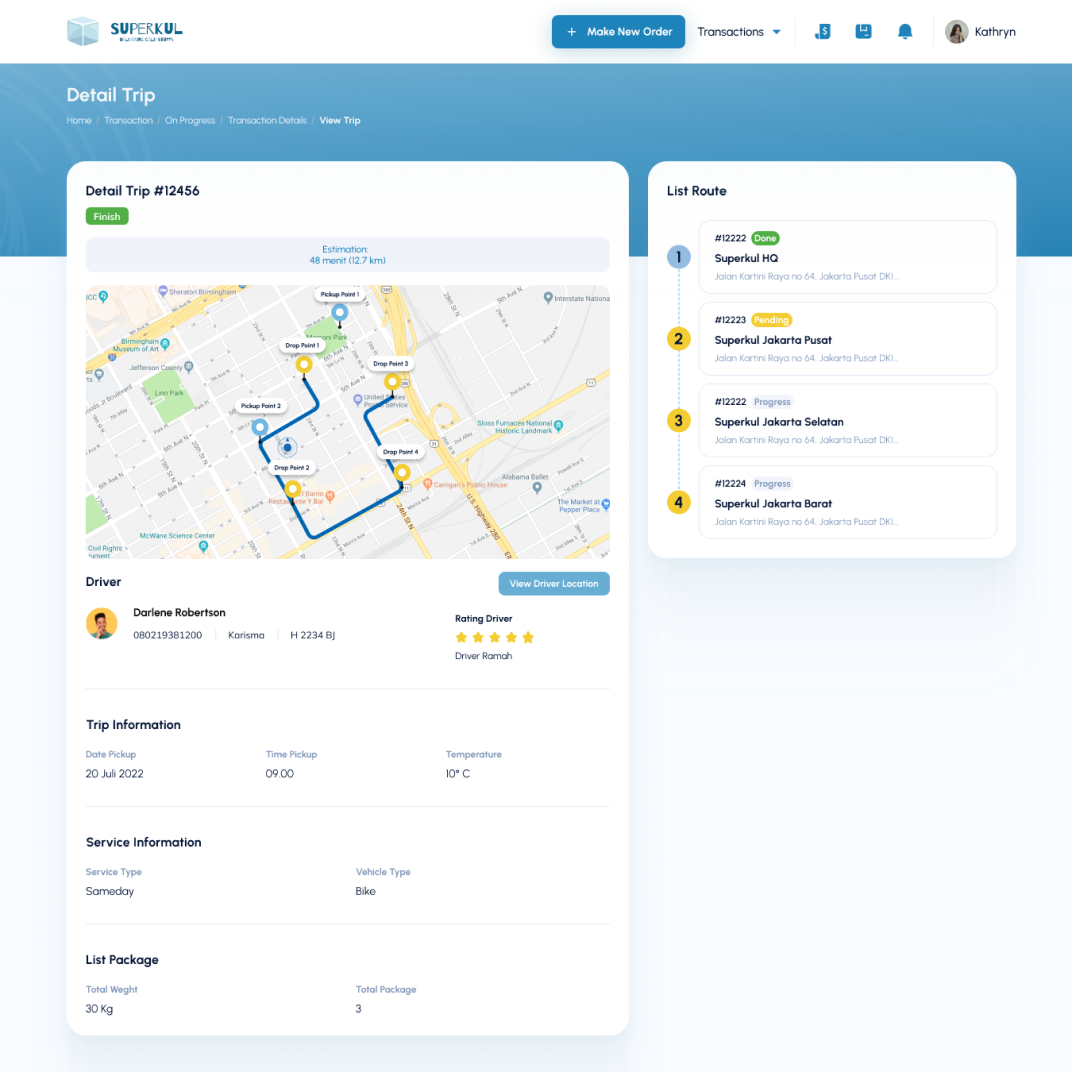 SUPERKUL
Make New Order
Transactions
Kathryn
Detail Trip
Home / Transaction / On Progress / Transaction Details / View Trip
Detail Trip #12456
Finish
Estimation:
48 menit (12.7 km)
Sheraton Birmingham
Pickup Point 1
Interstate Nationa
Birmingham
Museum of Art
Drop Point 1
Jefferson County
Drop Point 3
Linn Park
Pickup Point 2
United States
Postal Service
Sloss Furnaces National
Historic Landmark
Drop Point 4
Drop Point 2
El Barrio
Restaurante Y Bar
Carrigan's Public House
Alabama Ballet
The Market at
Pepper Place
U.S. Highway 280
24th St N
McWane Science Center
Civil Rights
Driver
View Driver Location
Darlene Robertson
080219381200
Karisma
H 2234 BJ
Rating Driver
Driver Ramah
Trip Information
Date Pickup
Time Pickup
Temperature
20 Juli 2022
09.00
10° C
Service Information
Service Type
Vehicle Type
Sameday
Bike
List Package
Total Weght
Total Package
30 Kg
3
List Route
1
#12222 Done
Superkul HQ
Jalan Kartini Raya no 64. Jakarta Pusat DKI...
2
#12223 Pending
Superkul Jakarta Pusat
Jalan Kartini Raya no 64. Jakarta Pusat DKI...
3
#12222 Progress
Superkul Jakarta Selatan
Jalan Kartini Raya no 64. Jakarta Pusat DKI...
4
#12224 Progress
Superkul Jakarta Barat
Jalan Kartini Raya no 64. Jakarta Pusat DKI...